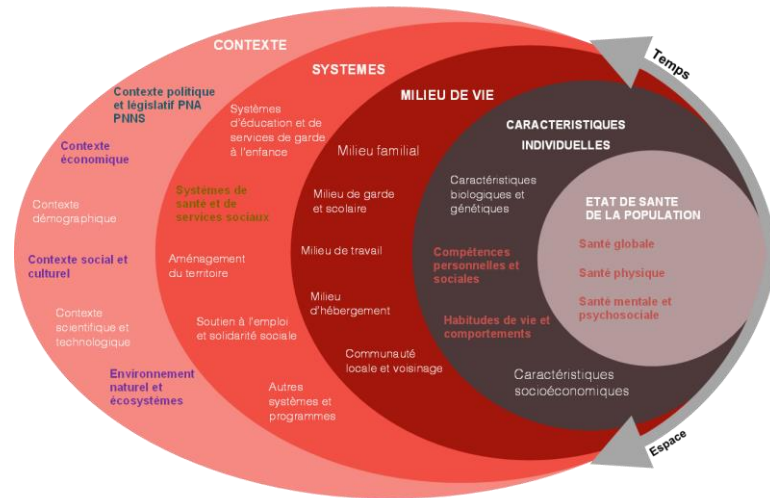 CONTEXTE
Contexte politique
et législatif PNA
PNNS
Contexte
économique
Contexte
démographique
Contexte social et
culturel
Contexte
scientifique et
technologique
Environnement
naturel et
écosystèmes
SYSTEMES
Systèmes
d'éducation et de
services de garde
à l'enfance
Systèmes de
santé et de
services sociaux
Aménagement
du territoire
Soutien à l'emploi
et solidarité sociale
Autres
systèmes et
programmes
MILIEU DE VIE
Milieu familial
Milieu de garde
et scolaire
Milieu de travail
Milieu
d'hébergement
Communauté
locale et voisinage
CARACTERISTIQUES
INDIVIDUELLES
Caractéristiques
biologiques et
génétiques
Compétences
personnelles et
sociales
Habitudes de vie et
comportements
Caractéristiques
socioéconomiques
ETAT DE SANTE
DE LA POPULATION
Santé globale
Santé physique
Santé mentale et
psychosociale
Temps
Espace